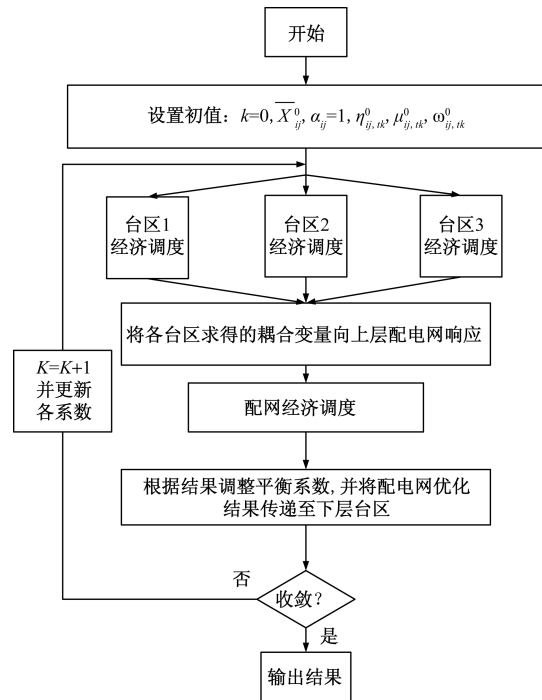 开始
设置初值：k=0, X̅⁰ᵢⱼ, αᵢⱼ=1, η⁰ᵢⱼ,ₜₖ, μ⁰ᵢⱼ,ₜₖ, ω⁰ᵢⱼ,ₜₖ
台区1
经济调度
台区2
经济调度
台区3
经济调度
将各台区求得的耦合变量向上层配电网响应
K=K+1
并更新
各系数
配网经济调度
根据结果调整平衡系数,并将配电网优化
结果传递至下层台区
否
收敛?
是
输出结果